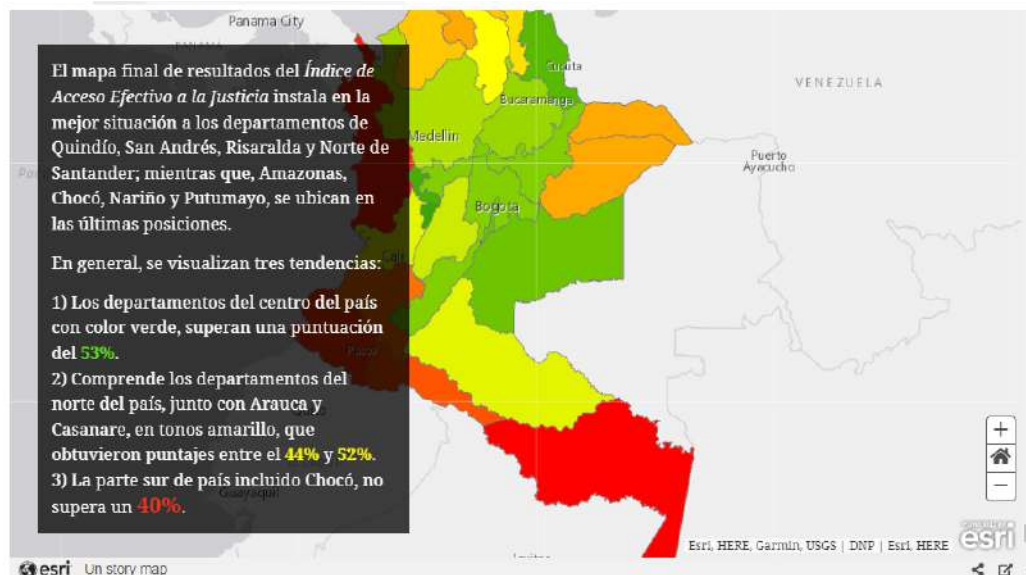 Panama City
El mapa final de resultados del Índice de
Acceso Efectivo a la Justicia instala en la
mejor situación a los departamentos de
Quindío, San Andrés, Risaralda y Norte de
Santander; mientras que, Amazonas,
Chocó, Nariño y Putumayo, se ubican en
las últimas posiciones.
En general, se visualizan tres tendencias:
1) Los departamentos del centro del país
con color verde, superan una puntuación
del 53%.
2) Comprende los departamentos del
norte del país, junto con Arauca y
Casanare, en tonos amarillo, que
obtuvieron puntajes entre el 44% y 52%.
3) La parte sur de país incluido Chocó, no
supera un 40%.
Cúcuta
VENEZUELA
Bucaramanga
Medellín
Puerto
Ayacucho
Bogota
Cali
Guayaquil
+
−
Esri, HERE, Garmin, USGS | DNP | Esri, HERE
esri
esri Un story map